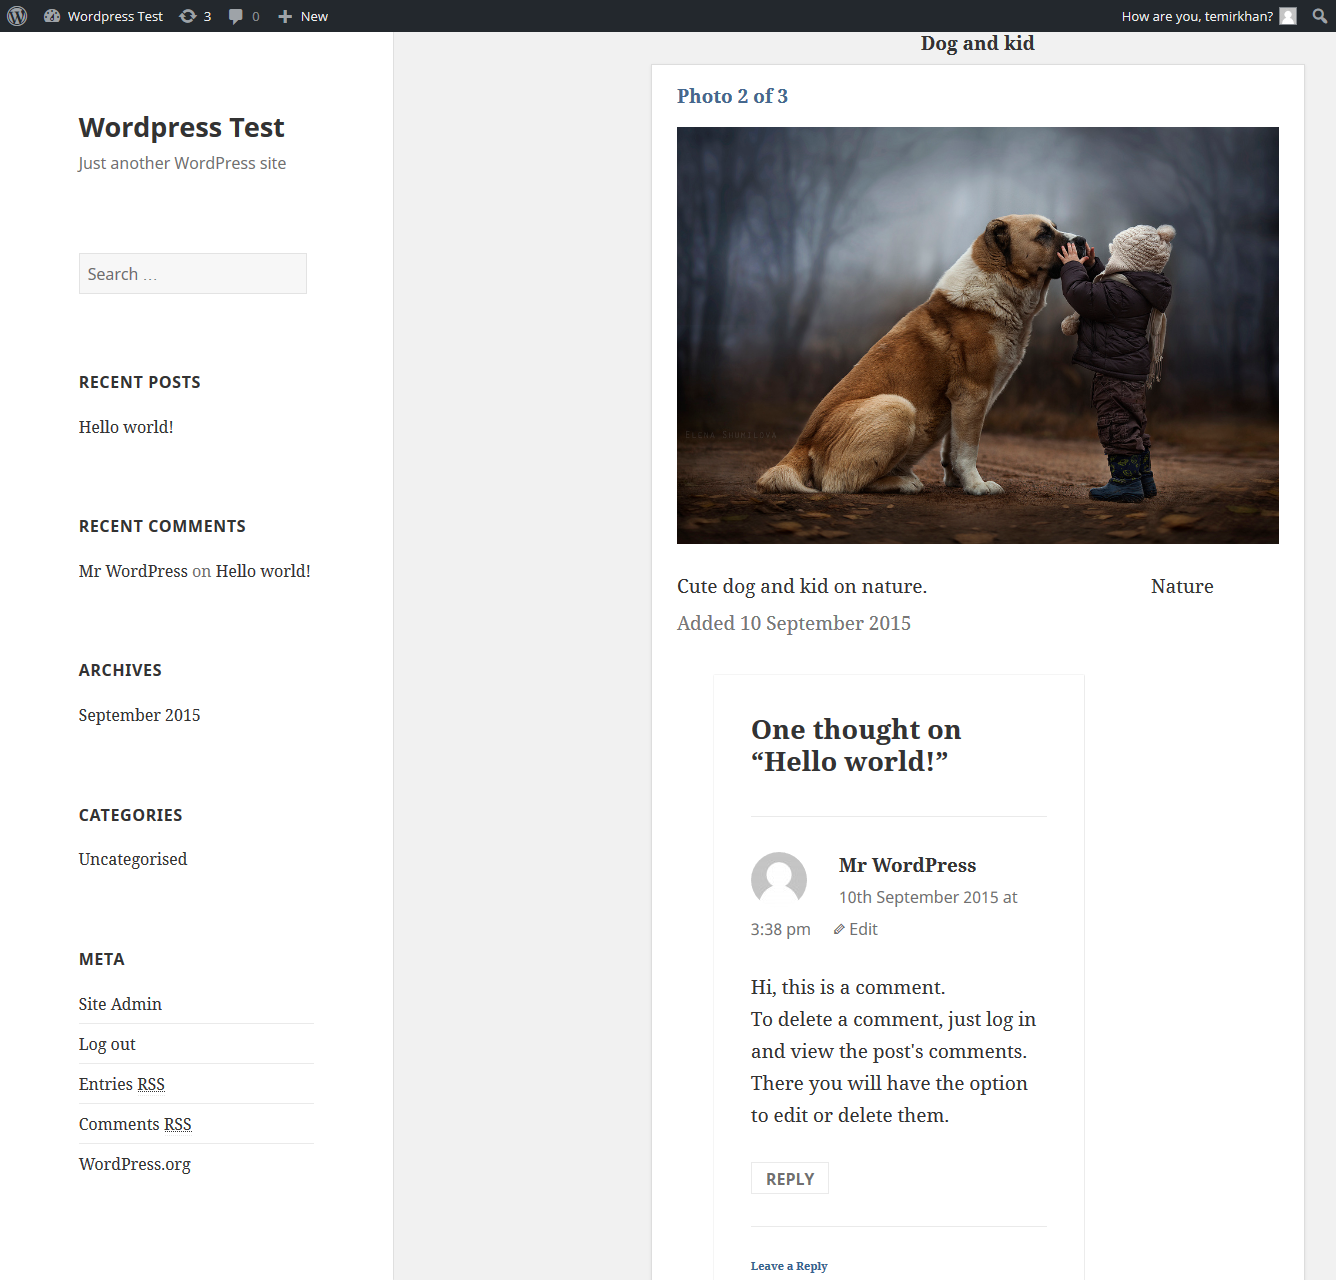 Wordpress Test 3 0 New How are you, temirkhan?
Wordpress Test
Just another WordPress site
Search …
RECENT POSTS
Hello world!
RECENT COMMENTS
Mr WordPress on Hello world!
ARCHIVES
September 2015
CATEGORIES
Uncategorised
META
Site Admin
Log out
Entries RSS
Comments RSS
WordPress.org
Dog and kid
Photo 2 of 3
Elena Shumilova
Cute dog and kid on nature. Nature
Added 10 September 2015
One thought on
“Hello world!”
Mr WordPress
10th September 2015 at
3:38 pm Edit
Hi, this is a comment.
To delete a comment, just log in
and view the post's comments.
There you will have the option
to edit or delete them.
REPLY
Leave a Reply